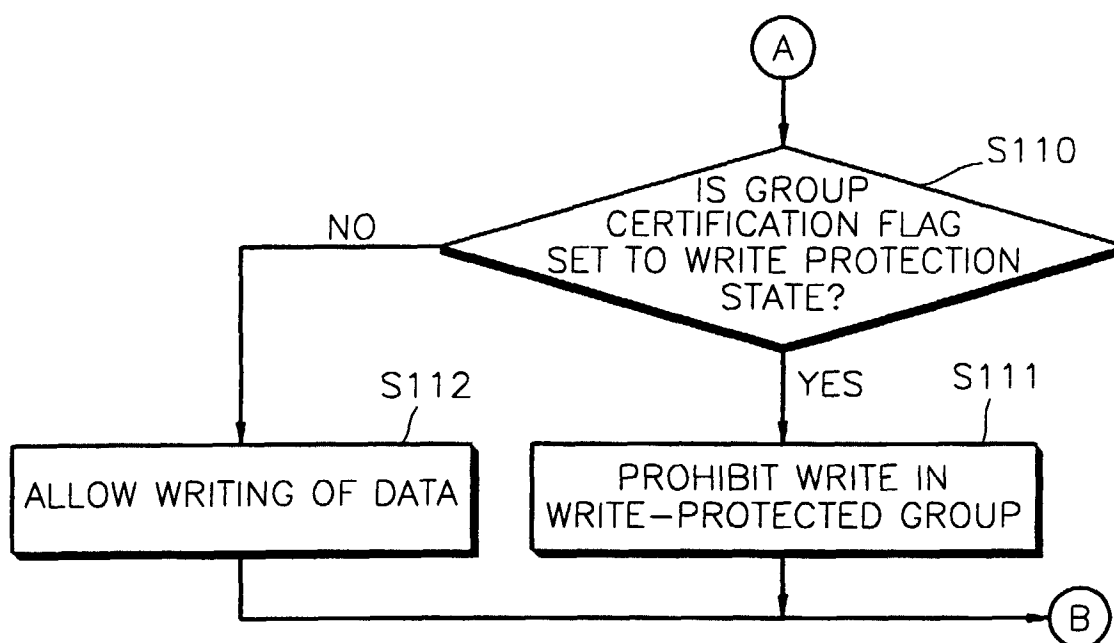 A
S110
IS GROUP
CERTIFICATION FLAG
SET TO WRITE PROTECTION
STATE?
NO
YES
S112
S111
ALLOW WRITING OF DATA
PROHIBIT WRITE IN
WRITE-PROTECTED GROUP
B